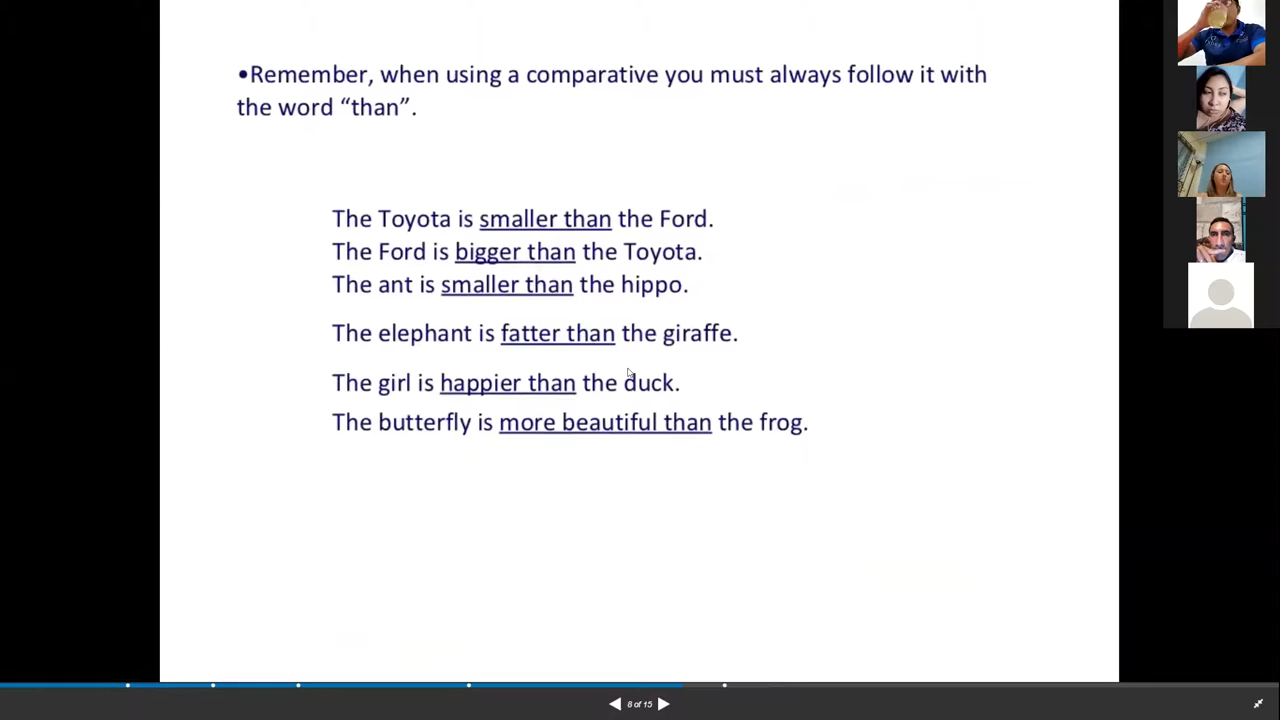 •Remember, when using a comparative you must always follow it with
the word “than”.
The Toyota is smaller than the Ford.
The Ford is bigger than the Toyota.
The ant is smaller than the hippo.
The elephant is fatter than the giraffe.
The girl is happier than the duck.
The butterfly is more beautiful than the frog.
8 of 15